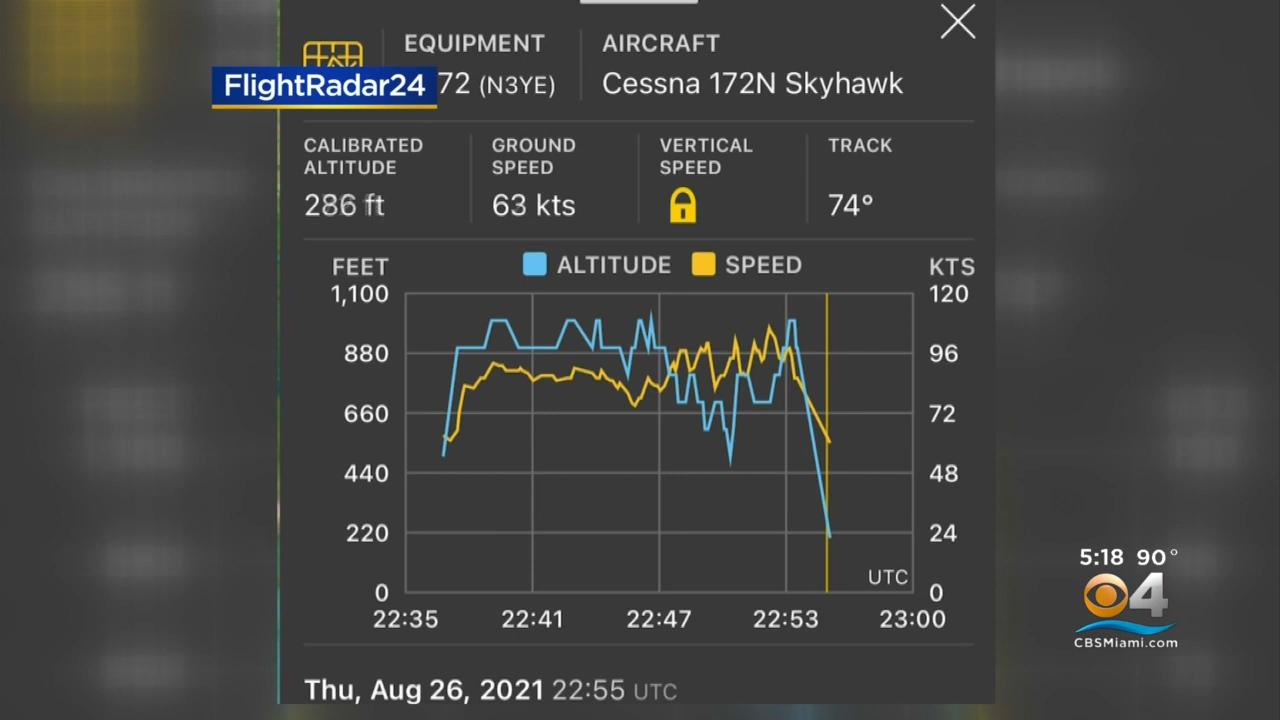 EQUIPMENT
AIRCRAFT
FlightRadar24
72 (N3YE)
Cessna 172N Skyhawk
CALIBRATED
ALTITUDE
286 ft
GROUND
SPEED
63 kts
VERTICAL
SPEED
TRACK
74°
FEET
ALTITUDE
SPEED
KTS
1,100
880
660
440
220
0
120
96
72
48
24
0
UTC
22:35
22:41
22:47
22:53
23:00
Thu, Aug 26, 2021 22:55 UTC
5:18 90°
4
CBSMiami.com